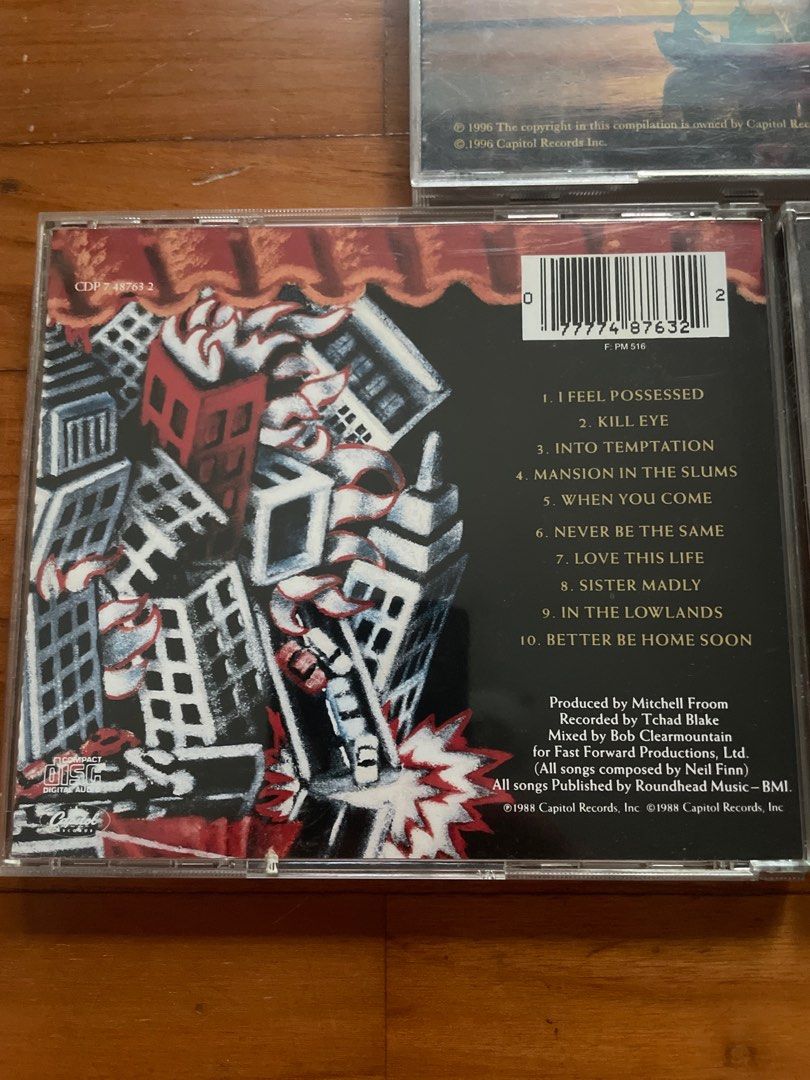 ℗ 1996 The copyright in this compilation is owned by Capitol Rec
© 1996 Capitol Records Inc.
CDP 7 48763 2
0 77774 87632 2
F: PM 516
1. I FEEL POSSESSED
2. KILL EYE
3. INTO TEMPTATION
4. MANSION IN THE SLUMS
5. WHEN YOU COME
6. NEVER BE THE SAME
7. LOVE THIS LIFE
8. SISTER MADLY
9. IN THE LOWLANDS
10. BETTER BE HOME SOON
Produced by Mitchell Froom
Recorded by Tchad Blake
Mixed by Bob Clearmountain
for Fast Forward Productions, Ltd.
(All songs composed by Neil Finn)
All songs Published by Roundhead Music – BMI.
℗1988 Capitol Records, Inc ©1988 Capitol Records, Inc
COMPACT
disc
DIGITAL AUDIO
Capitol
RECORDS